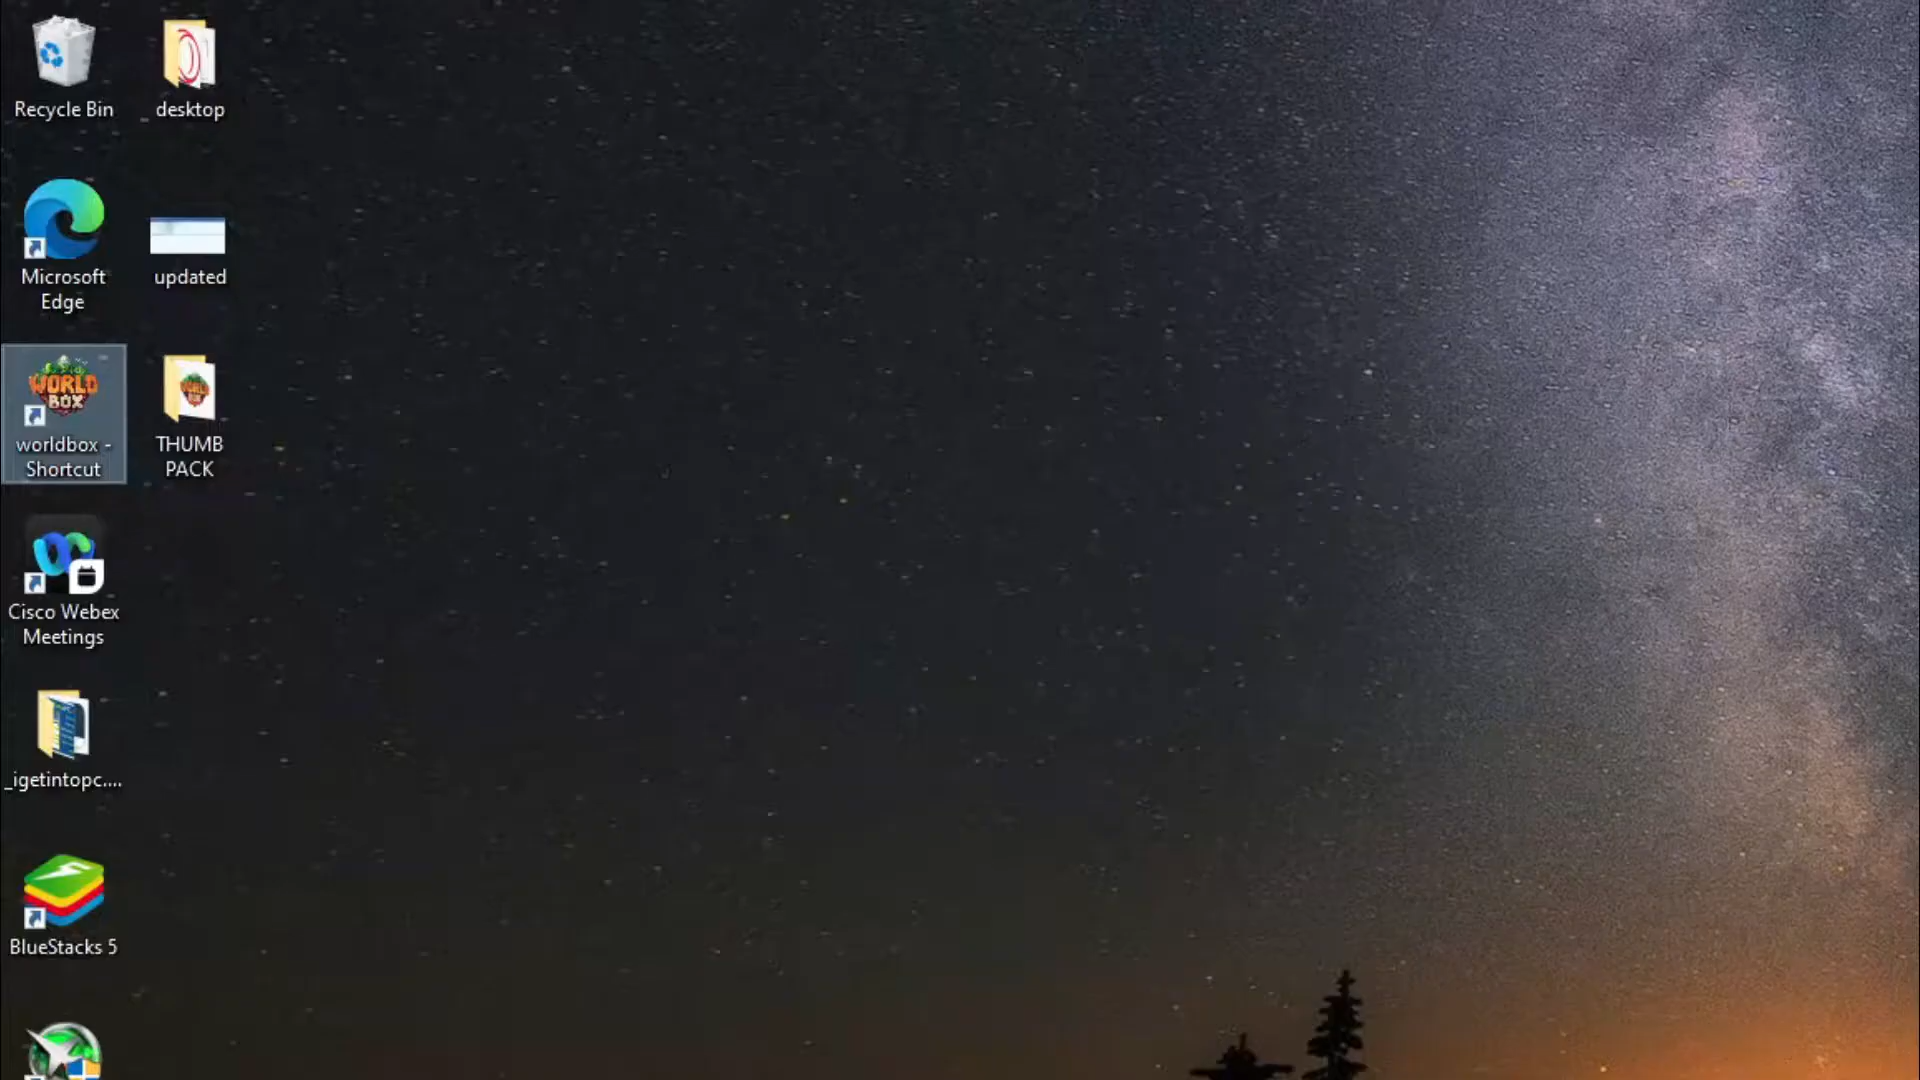 Recycle Bin
desktop
Microsoft
Edge
updated
WORLD
BOX
worldbox -
Shortcut
THUMB
PACK
Cisco Webex
Meetings
_igetintopc....
BlueStacks 5